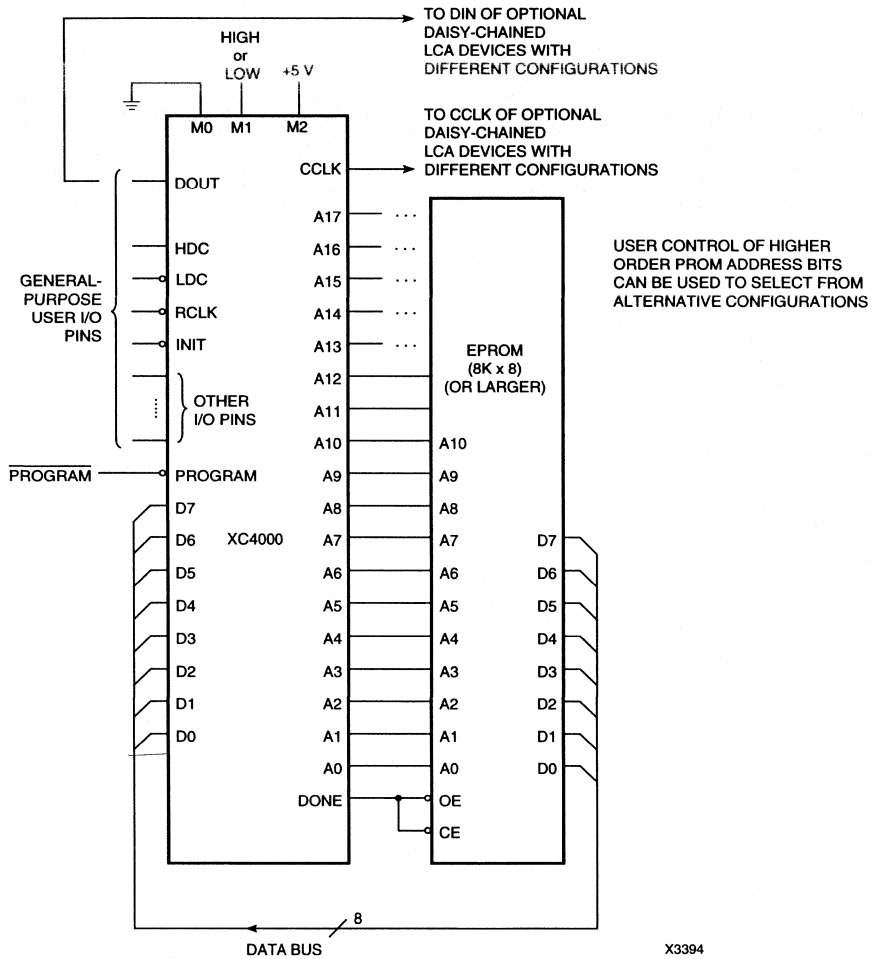 TO DIN OF OPTIONAL
DAISY-CHAINED
LCA DEVICES WITH
DIFFERENT CONFIGURATIONS
HIGH
or
LOW
+5 V
TO CCLK OF OPTIONAL
DAISY-CHAINED
LCA DEVICES WITH
DIFFERENT CONFIGURATIONS
M0 M1 M2
CCLK
DOUT
A17 ...
HDC A16 ...
USER CONTROL OF HIGHER
ORDER PROM ADDRESS BITS
CAN BE USED TO SELECT FROM
ALTERNATIVE CONFIGURATIONS
GENERAL-
PURPOSE
USER I/O
PINS
LDC A15 ...
RCLK A14 ...
INIT A13 ...
EPROM
(8K x 8)
(OR LARGER)
A12
OTHER
I/O PINS
A11
A10 A10
PROGRAM PROGRAM A9 A9
D7 A8 A8
D6 XC4000 A7 A7 D7
D5 A6 A6 D6
D4 A5 A5 D5
D3 A4 A4 D4
D2 A3 A3 D3
D1 A2 A2 D2
D0 A1 A1 D1
A0 A0 D0
DONE OE
CE
8
DATA BUS
X3394